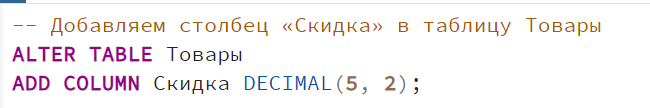 -- Добавляем столбец «Скидка» в таблицу Товары
ALTER TABLE Товары
ADD COLUMN Скидка DECIMAL(5, 2);